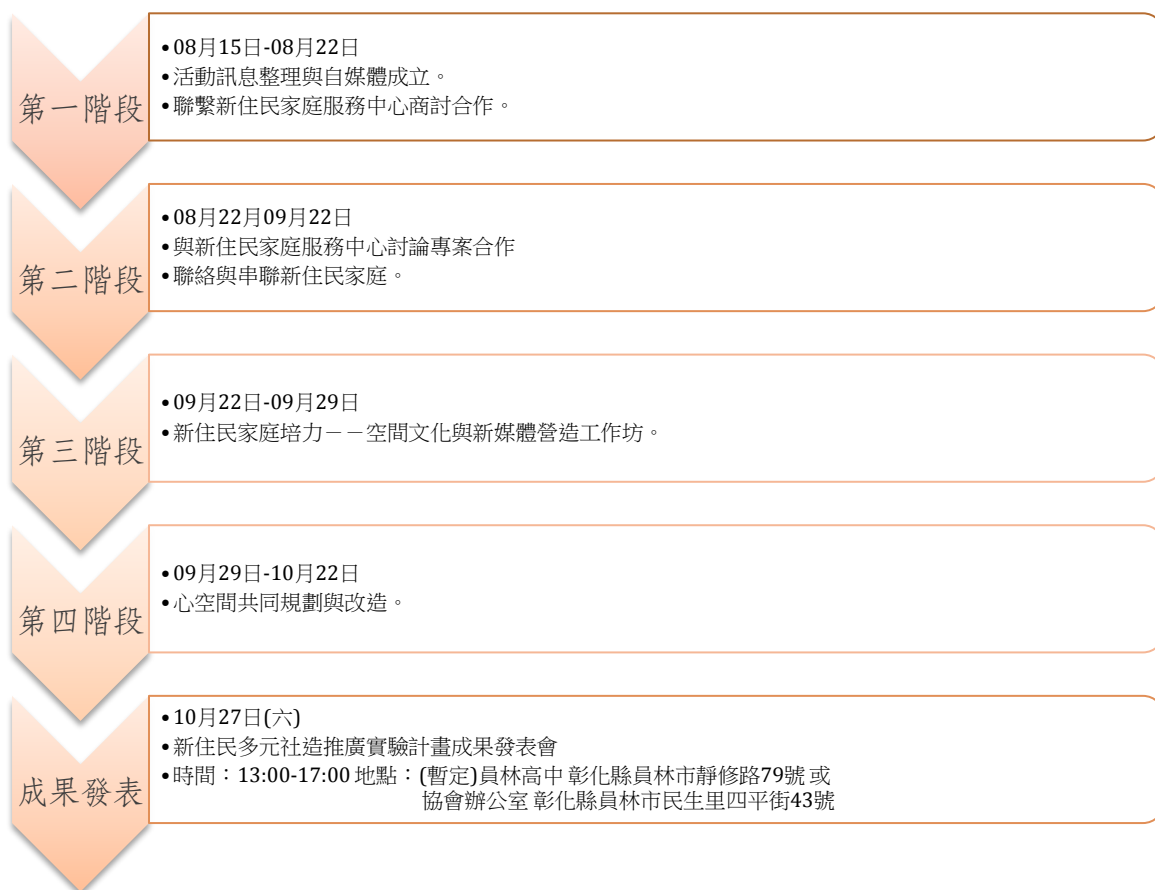 第一階段
•08月15日-08月22日
•活動訊息整理與自媒體成立。
•聯繫新住民家庭服務中心商討合作。
第二階段
•08月22月09月22日
•與新住民家庭服務中心討論專案合作
•聯絡與串聯新住民家庭。
第三階段
•09月22日-09月29日
•新住民家庭培力－－空間文化與新媒體營造工作坊。
第四階段
•09月29日-10月22日
•心空間共同規劃與改造。
成果發表
•10月27日(六)
•新住民多元社造推廣實驗計畫成果發表會
•時間：13:00-17:00 地點：(暫定)員林高中 彰化縣員林市靜修路79號 或
協會辦公室 彰化縣員林市民生里四平街43號